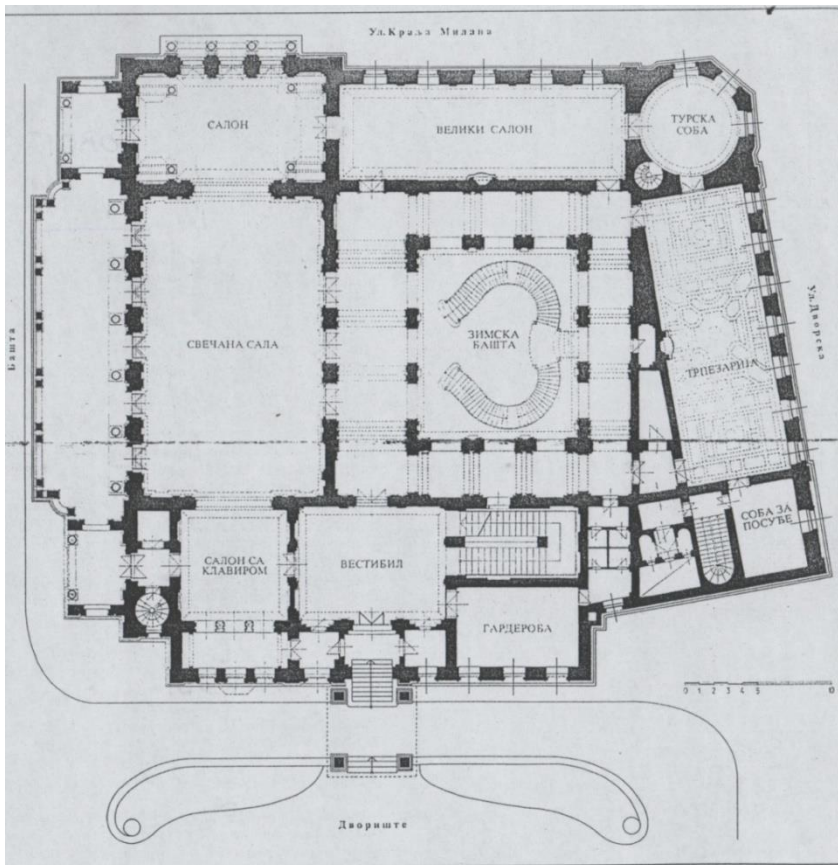 Ул. Краља Милана
САЛОН
ВЕЛИКИ САЛОН
ТУРСКА
СОБА
Башта
СВЕЧАНА САЛА
ЗИМСКА
БАШТА
ТРПЕЗАРИЈА
Ул. Дворска
САЛОН СА
КЛАВИРОМ
ВЕСТИБИЛ
СОБА ЗА
ПОСУЂЕ
ГАРДЕРОБА
0 1 2 3 4 5
Двориште